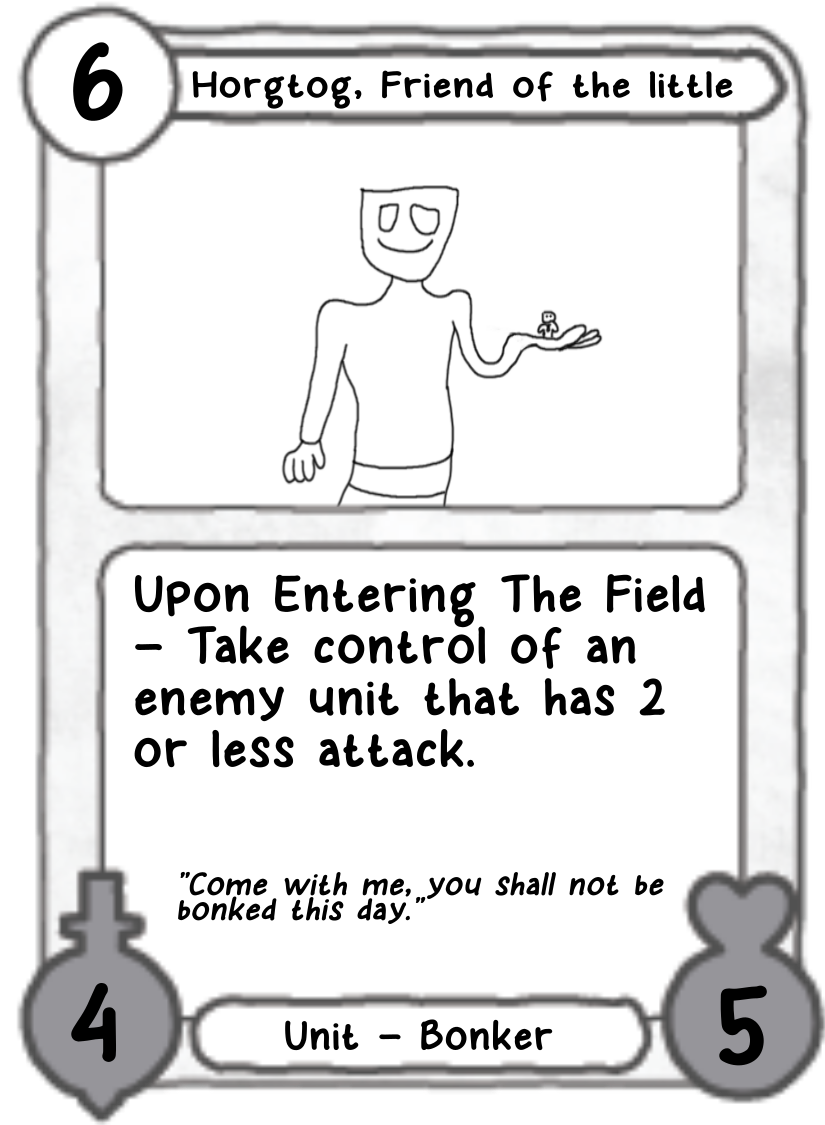 6
Horgtog, Friend of the little
Upon Entering The Field
– Take control of an
enemy unit that has 2
or less attack.
"Come with me, you shall not be
bonked this day."
4
Unit – Bonker
5